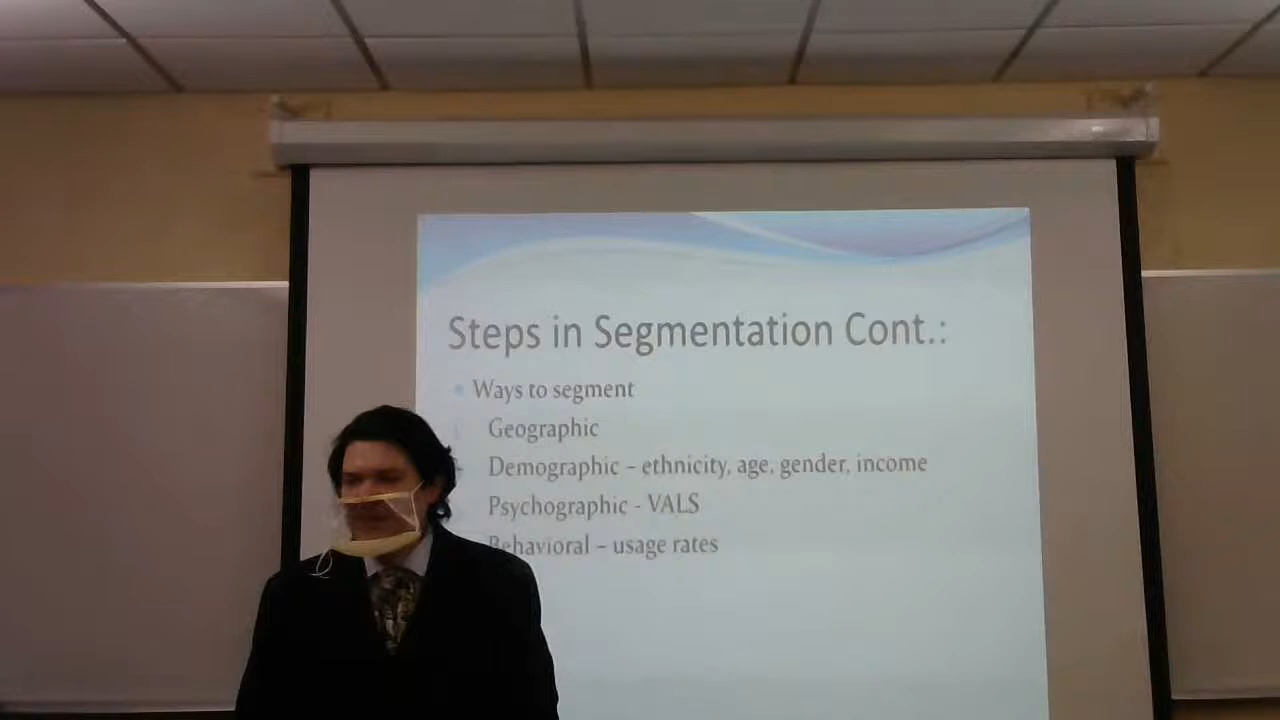 Steps in Segmentation Cont.:
Ways to segment
Geographic
Demographic – ethnicity, age, gender, income
Psychographic - VALS
Behavioral – usage rates